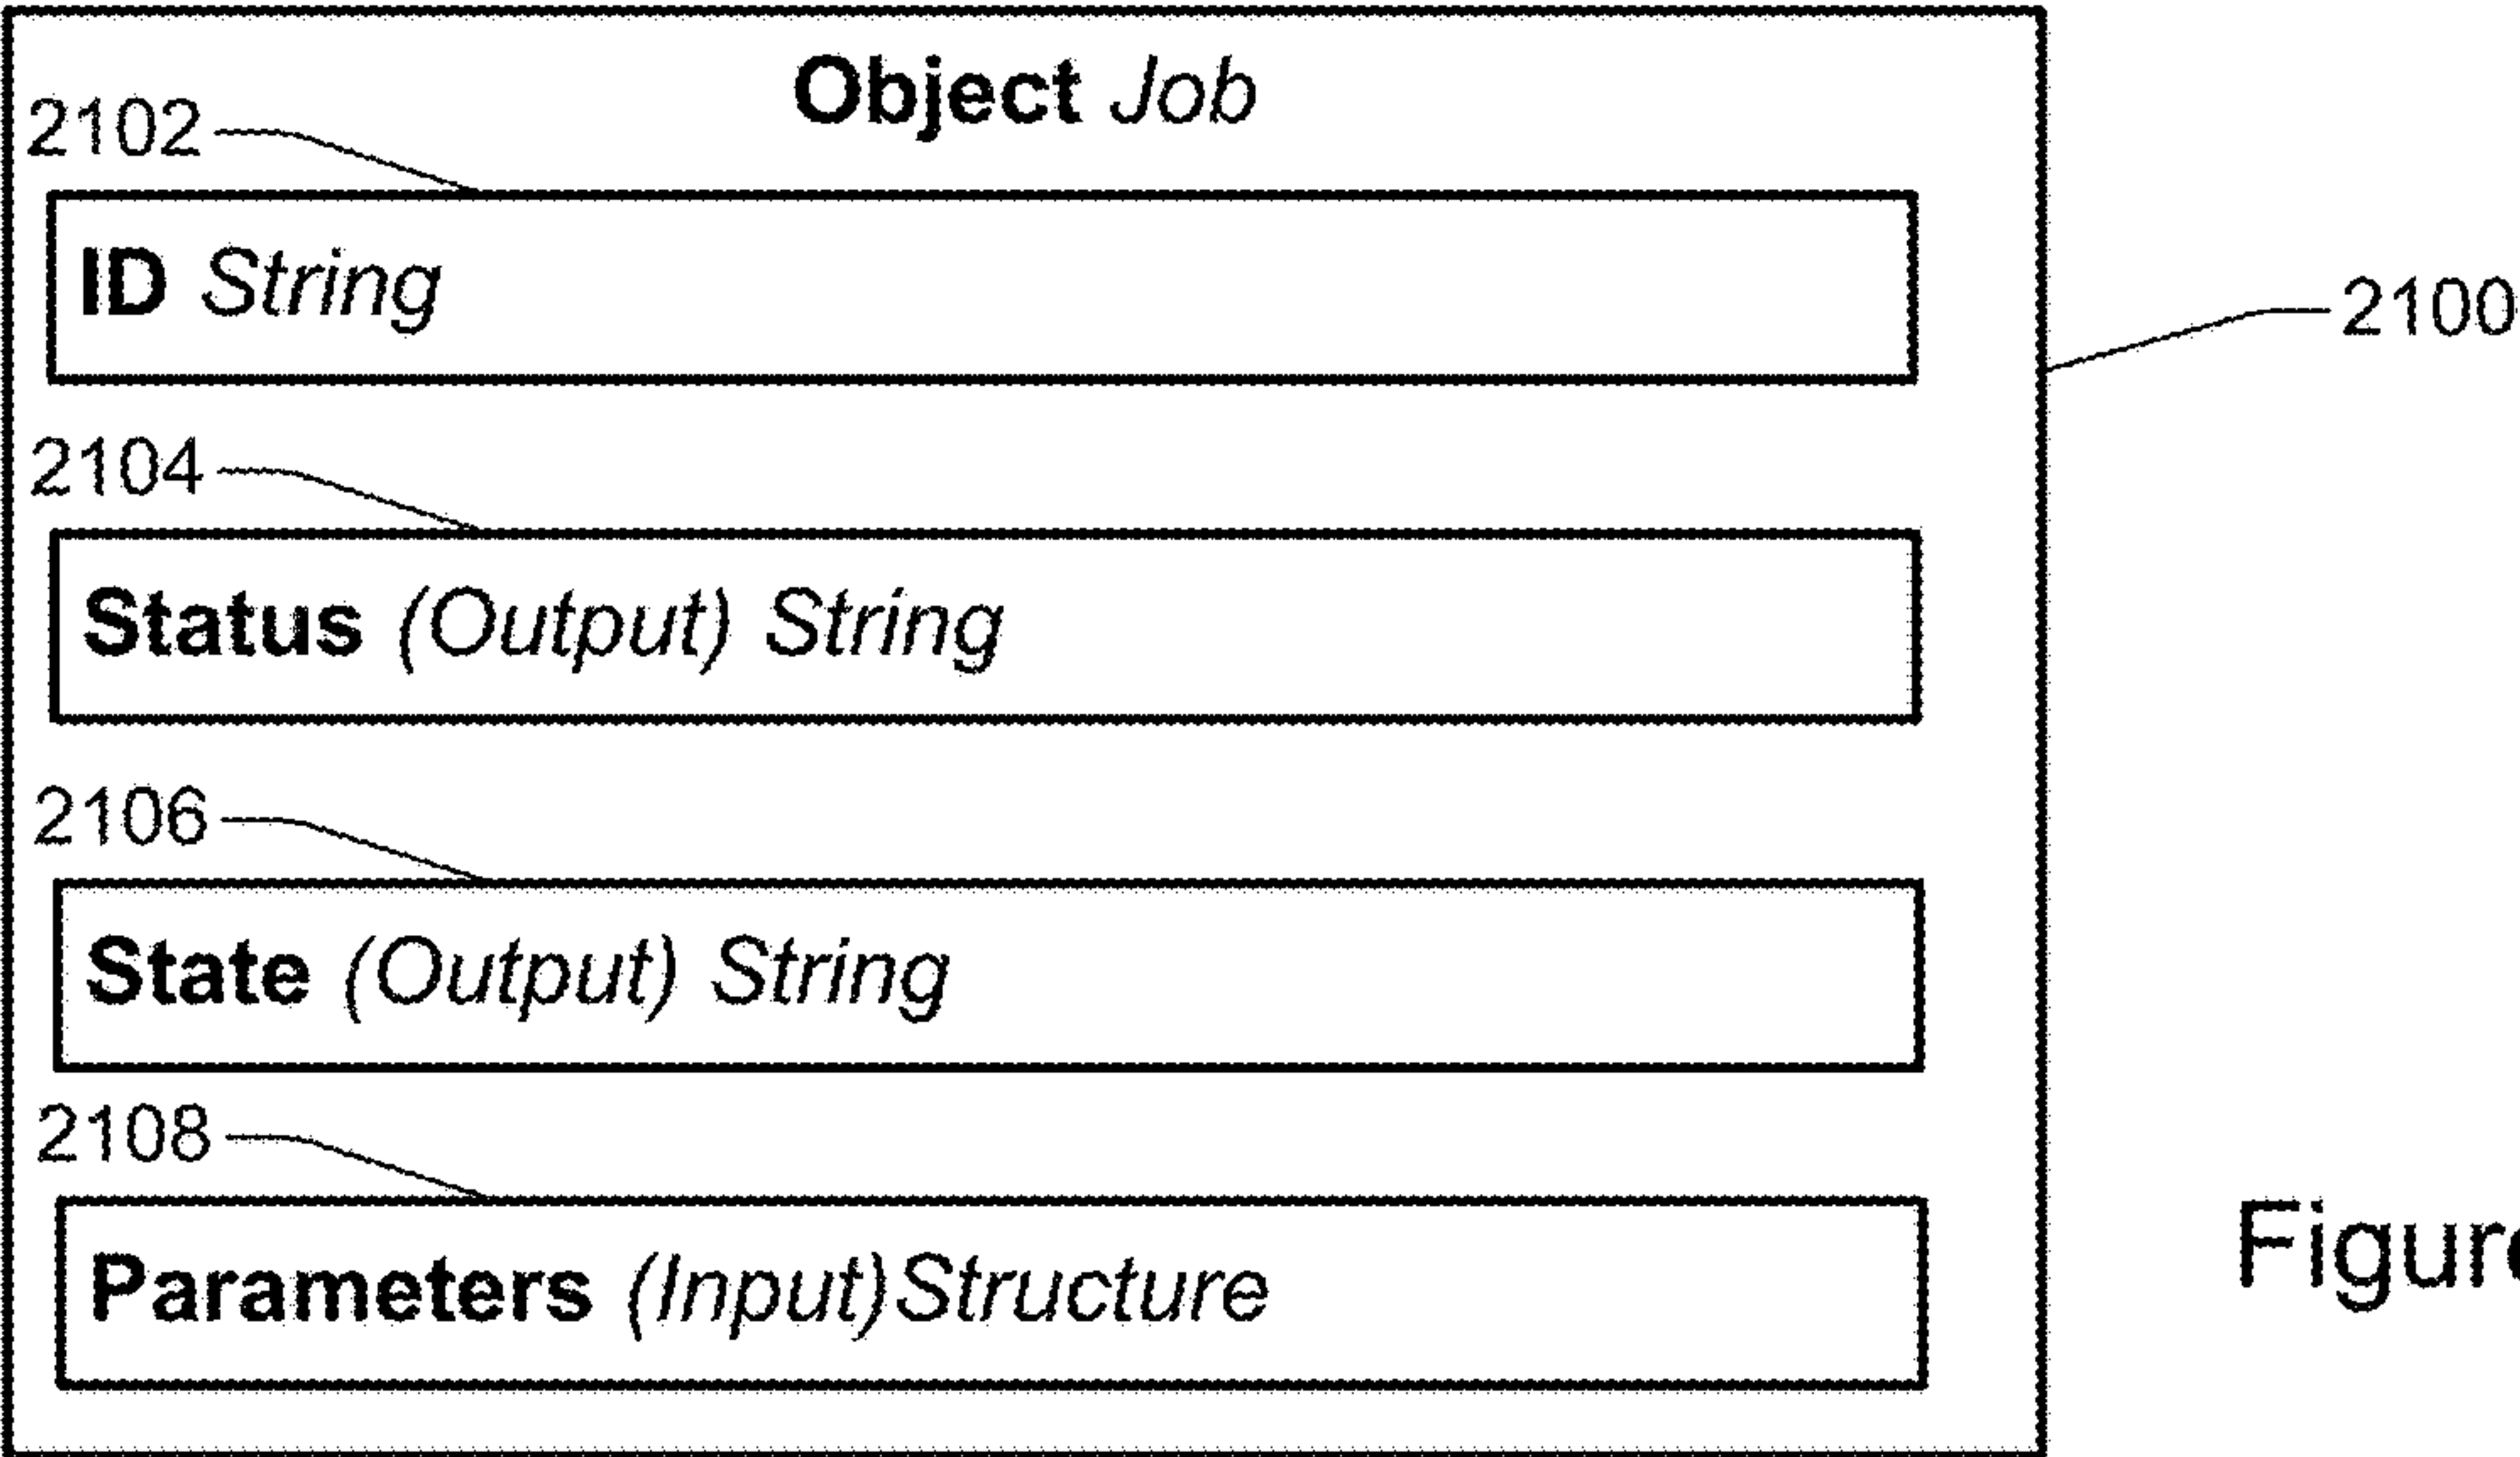 Object Job
2102
ID String
2100
2104
Status (Output) String
2106
State (Output) String
2108
Parameters (Input)Structure